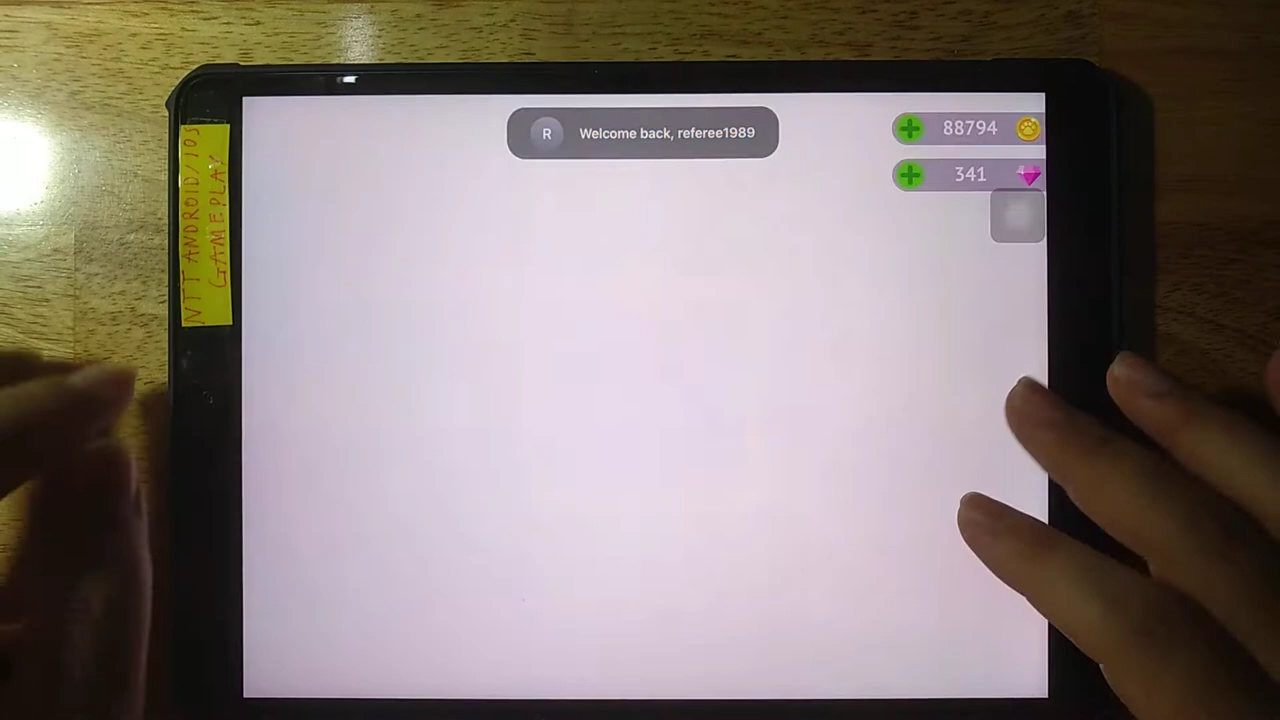 NTT ANDROID/IOS
GAMEPLAY
R
Welcome back, referee1989
88794
341